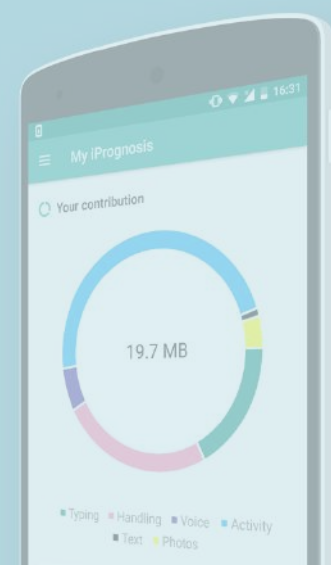 16:31
My iPrognosis
Your contribution
19.7 MB
Typing Handling Voice Activity
Text Photos